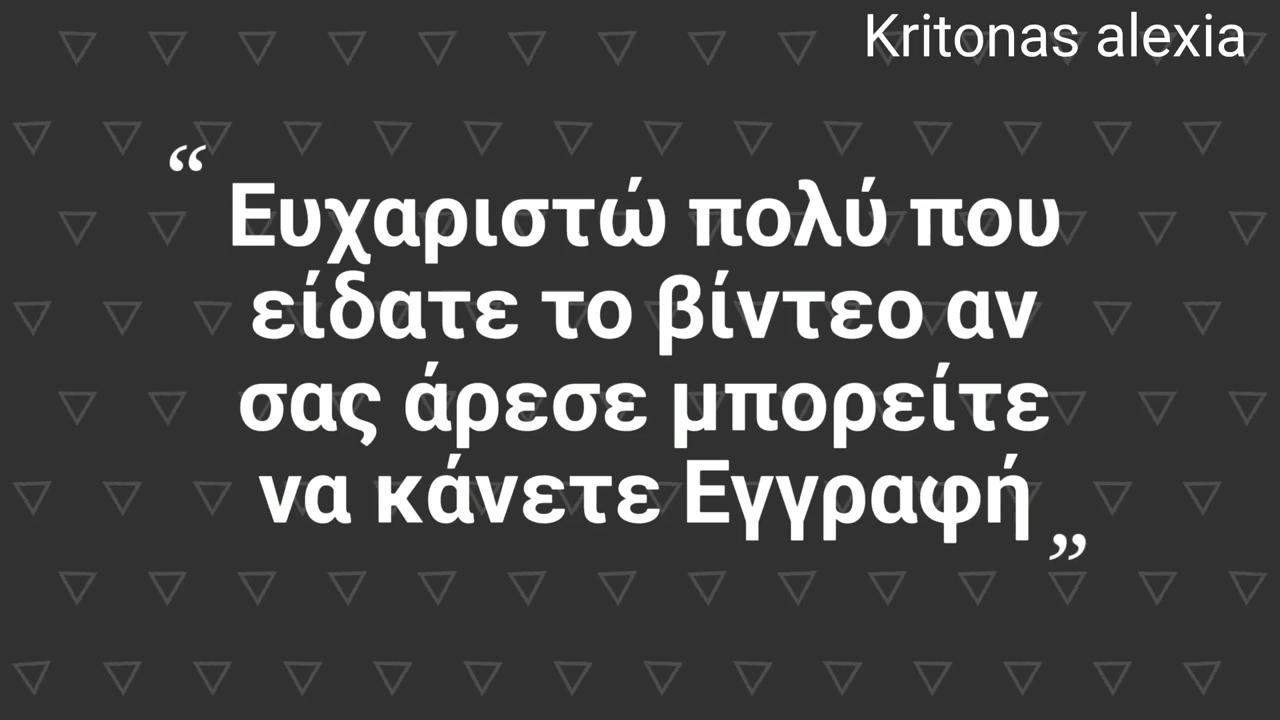 Kritonas alexia
“ Ευχαριστώ πολύ που
είδατε το βίντεο αν
σας άρεσε μπορείτε
να κάνετε Εγγραφή ”